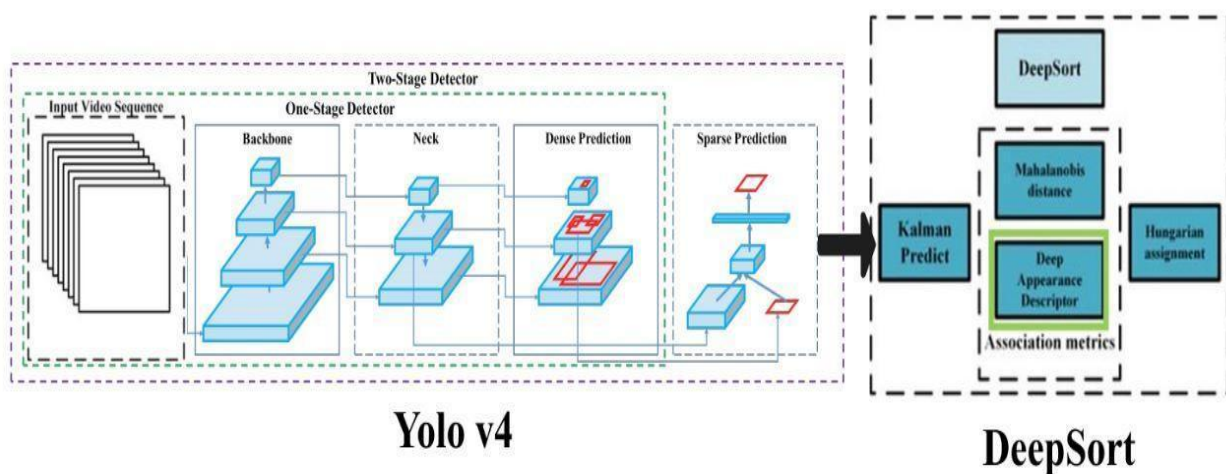 Two-Stage Detector
Input Video Sequence
One-Stage Detector
Backbone
Neck
Dense Prediction
Sparse Prediction
Yolo v4
DeepSort
Kalman
Predict
Mahalanobis
distance
Deep
Appearance
Descriptor
Association metrics
Hungarian
assignment
DeepSort